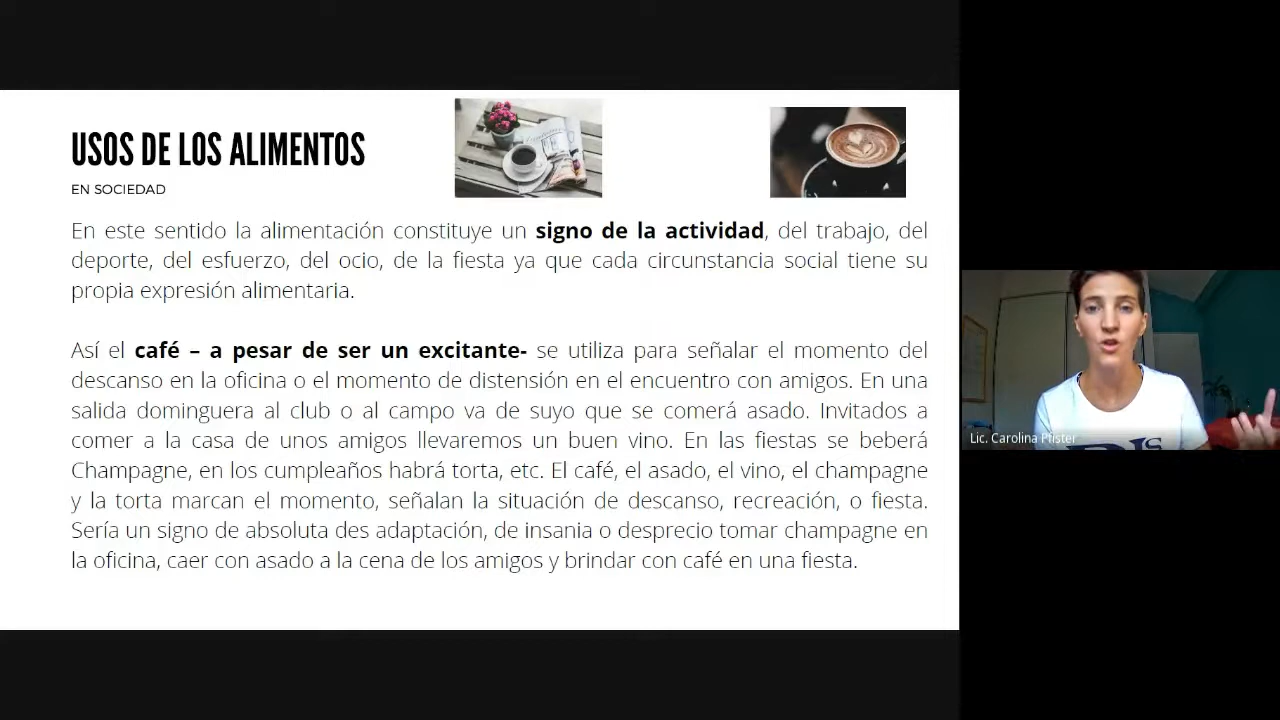 USOS DE LOS ALIMENTOS
EN SOCIEDAD
En este sentido la alimentación constituye un signo de la actividad, del trabajo, del
deporte, del esfuerzo, del ocio, de la fiesta ya que cada circunstancia social tiene su
propia expresión alimentaria.
Así el café – a pesar de ser un excitante- se utiliza para señalar el momento del
descanso en la oficina o el momento de distensión en el encuentro con amigos. En una
salida dominguera al club o al campo va de suyo que se comerá asado. Invitados a
comer a la casa de unos amigos llevaremos un buen vino. En las fiestas se beberá
Champagne, en los cumpleaños habrá torta, etc. El café, el asado, el vino, el champagne
y la torta marcan el momento, señalan la situación de descanso, recreación, o fiesta.
Sería un signo de absoluta des adaptación, de insania o desprecio tomar champagne en
la oficina, caer con asado a la cena de los amigos y brindar con café en una fiesta.
Lic. Carolina Pfister